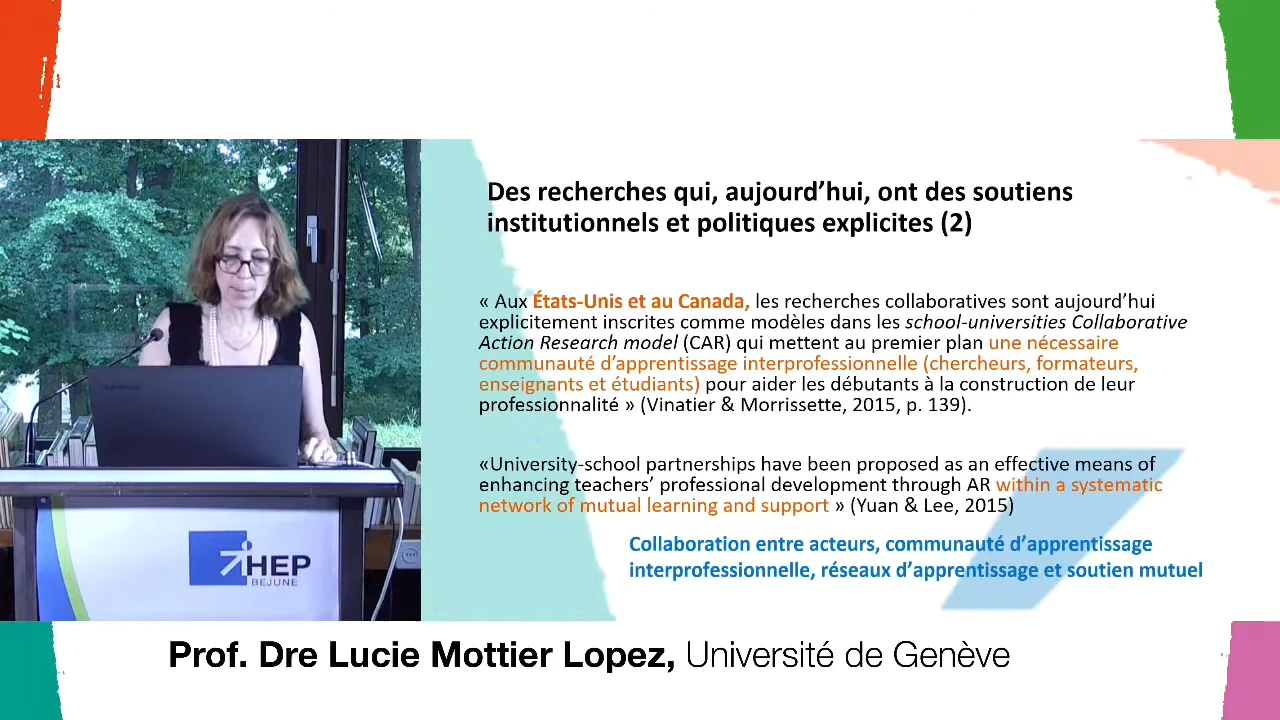 Des recherches qui, aujourd’hui, ont des soutiens
institutionnels et politiques explicites (2)
« Aux États-Unis et au Canada, les recherches collaboratives sont aujourd’hui
explicitement inscrites comme modèles dans les school-universities Collaborative
Action Research model (CAR) qui mettent au premier plan une nécessaire
communauté d’apprentissage interprofessionnelle (chercheurs, formateurs,
enseignants et étudiants) pour aider les débutants à la construction de leur
professionnalité » (Vinatier & Morrissette, 2015, p. 139).
«University-school partnerships have been proposed as an effective means of
enhancing teachers’ professional development through AR within a systematic
network of mutual learning and support » (Yuan & Lee, 2015)
Collaboration entre acteurs, communauté d’apprentissage
interprofessionnelle, réseaux d’apprentissage et soutien mutuel
HEP
BEJUNE
Prof. Dre Lucie Mottier Lopez, Université de Genève